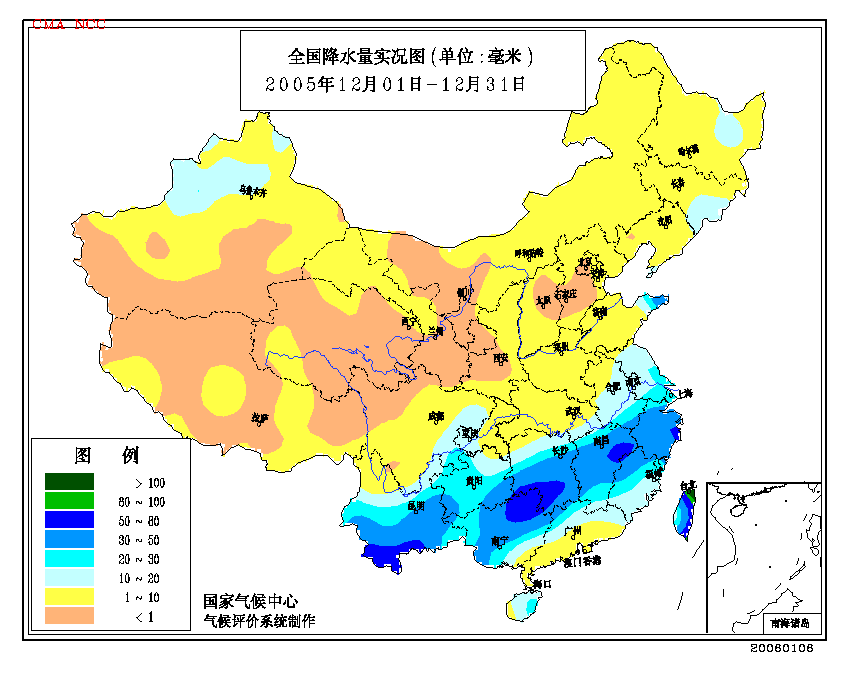 CMA NCC
全国降水量实况图(单位:毫米)
2005年12月01日-12月31日
哈尔滨
长春
沈阳
乌鲁木齐
呼和浩特
北京
天津
银川
太原
石家庄
济南
西宁
兰州
郑州
西安
合肥
南京
上海
拉萨
成都
武汉
重庆
长沙
南昌
贵阳
福州
台北
昆明
广州
南宁
澳门香港
海口
图 例
> 100
80 ~ 100
50 ~ 80
30 ~ 50
20 ~ 30
10 ~ 20
1 ~ 10
< 1
国家气候中心
气候评价系统制作
南海诸岛
20060106